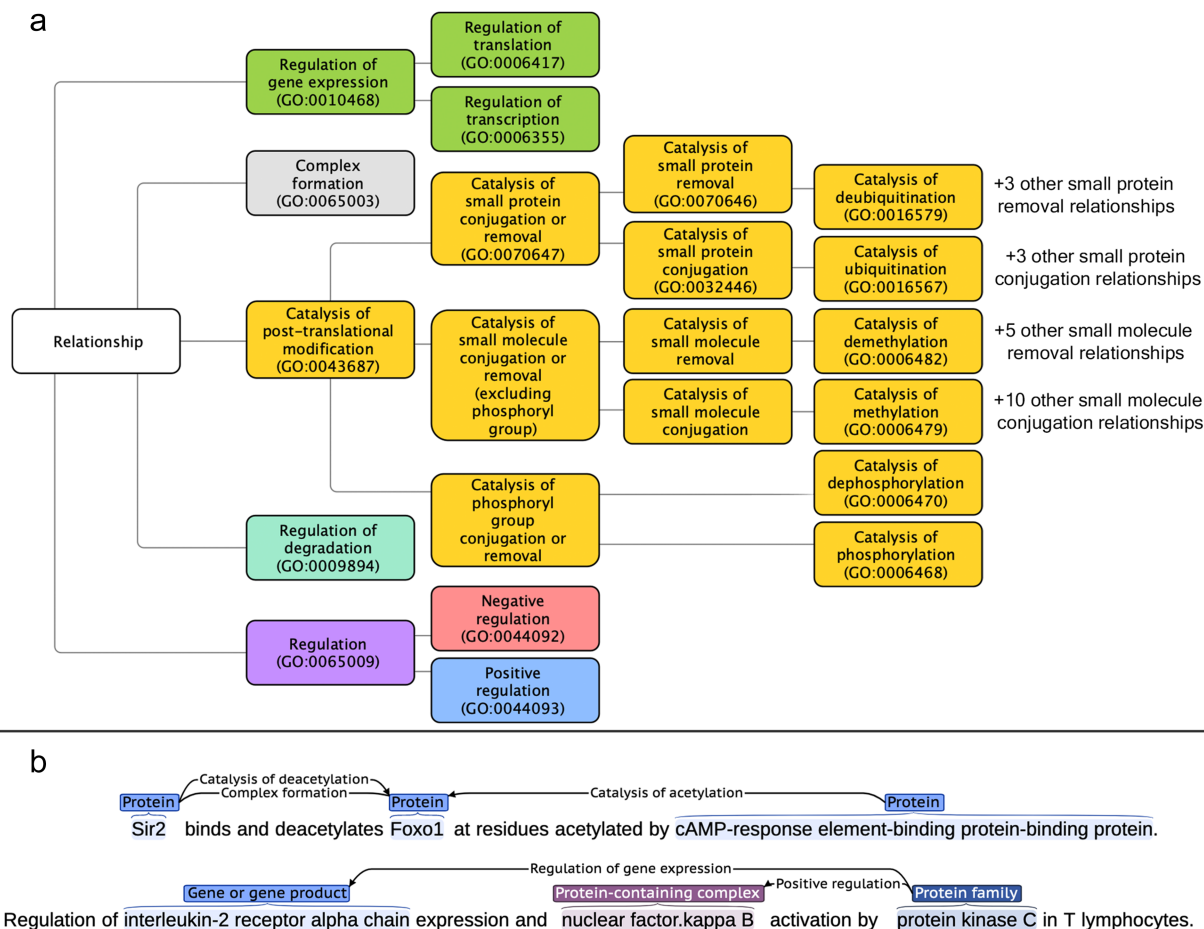 a
Regulation of
translation
(GO:0006417)
Regulation of
gene expression
(GO:0010468)
Regulation of
transcription
(GO:0006355)
Complex
formation
(GO:0065003)
Catalysis of
small protein
removal
(GO:0070646)
Catalysis of
small protein
conjugation or
removal
(GO:0070647)
Catalysis of
deubiquitination
(GO:0016579)
+3 other small protein
removal relationships
Catalysis of
small protein
conjugation
(GO:0032446)
Catalysis of
ubiquitination
(GO:0016567)
+3 other small protein
conjugation relationships
Relationship
Catalysis of
post-translational
modification
(GO:0043687)
Catalysis of
small molecule
conjugation or
removal
(excluding
phosphoryl
group)
Catalysis of
small molecule
removal
Catalysis of
demethylation
(GO:0006482)
+5 other small molecule
removal relationships
Catalysis of
small molecule
conjugation
Catalysis of
methylation
(GO:0006479)
+10 other small molecule
conjugation relationships
Catalysis of
phosphoryl
group
conjugation or
removal
Catalysis of
dephosphorylation
(GO:0006470)
Catalysis of
phosphorylation
(GO:0006468)
Regulation of
degradation
(GO:0009894)
Regulation
(GO:0065009)
Negative
regulation
(GO:0044092)
Positive
regulation
(GO:0044093)
b
Catalysis of deacetylation
Complex formation
Catalysis of acetylation
Protein Protein Protein
Sir2 binds and deacetylates Foxo1 at residues acetylated by cAMP-response element-binding protein-binding protein.
Regulation of gene expression
Positive regulation
Gene or gene product Protein-containing complex Protein family
Regulation of interleukin-2 receptor alpha chain expression and nuclear factor.kappa B activation by protein kinase C in T lymphocytes.